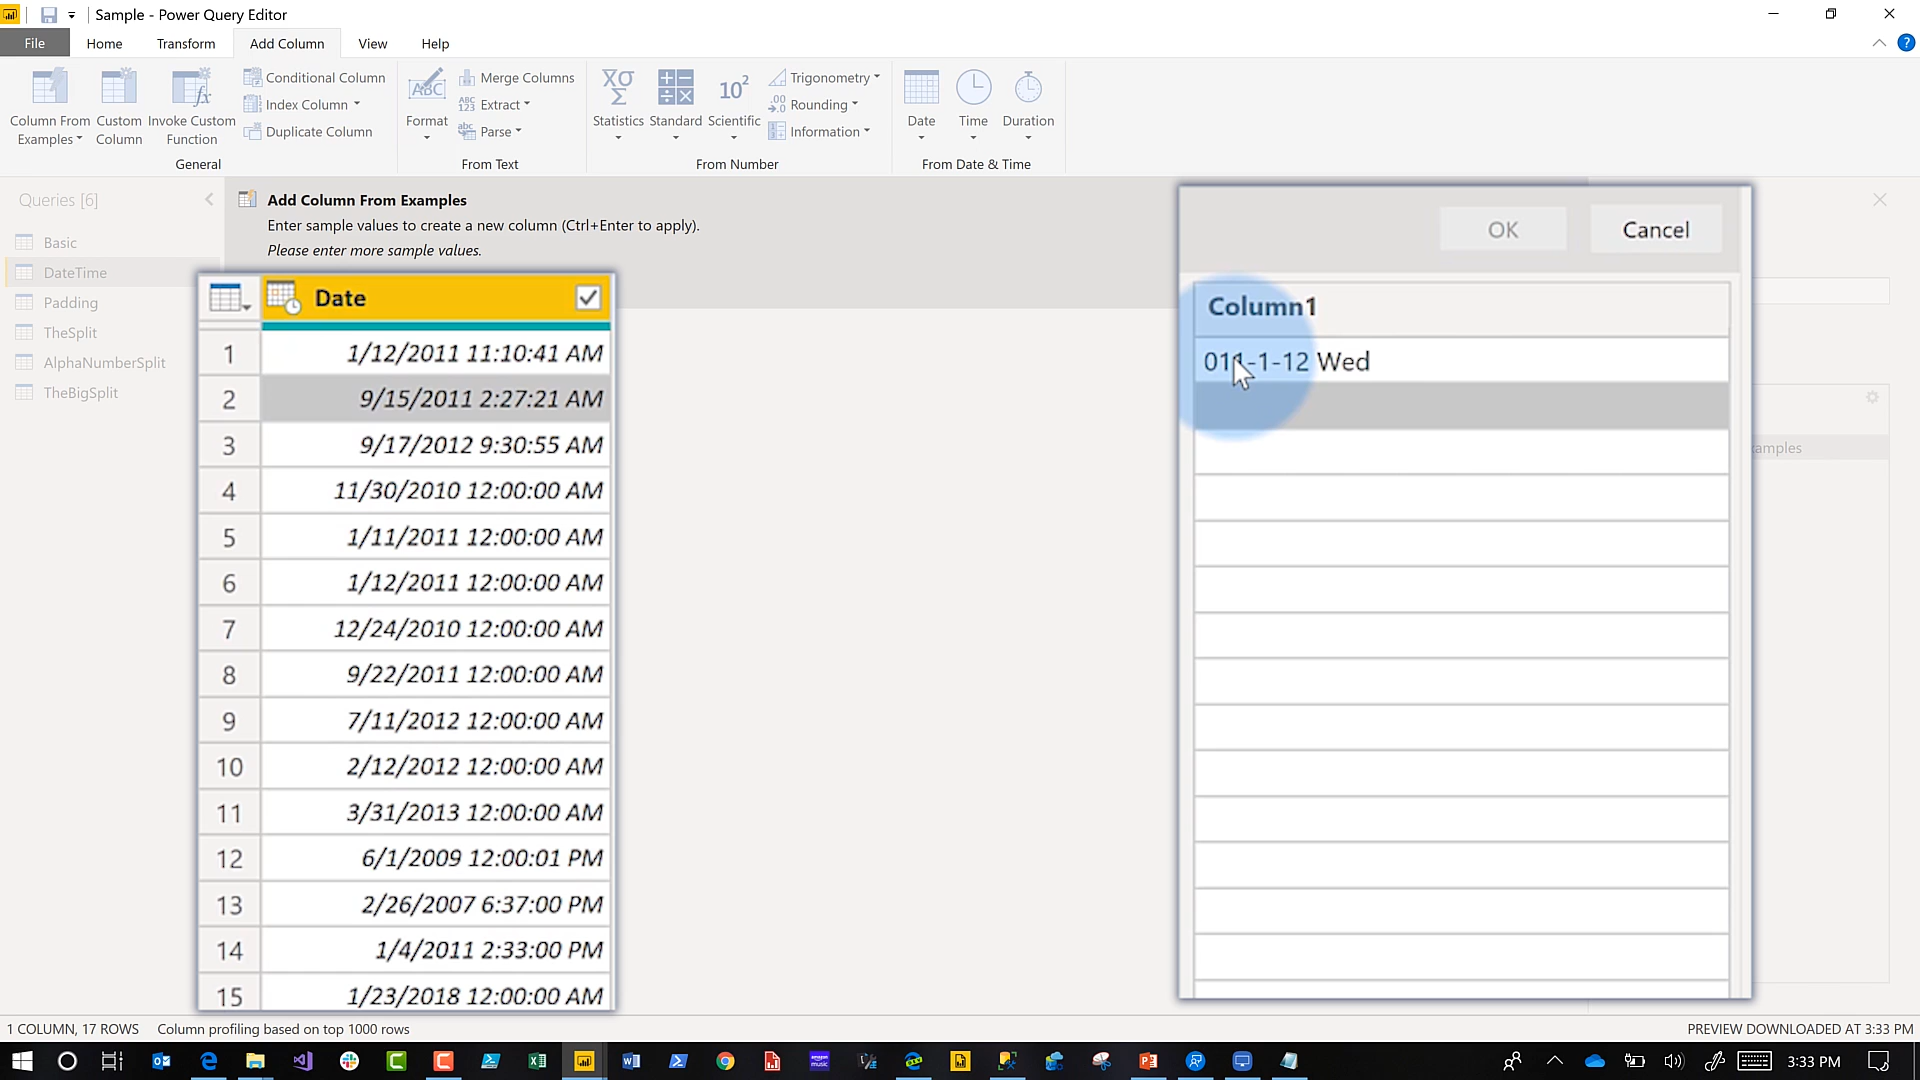 Sample - Power Query Editor
File Home Transform Add Column View Help
Column From Examples
Custom Column
Invoke Custom Function
Conditional Column
Index Column
Duplicate Column
General
Format
Merge Columns
Extract
Parse
From Text
Statistics
Standard
Scientific
Trigonometry
Rounding
Information
From Number
Date
Time
Duration
From Date & Time
Queries [6]
Basic
DateTime
Padding
TheSplit
AlphaNumberSplit
TheBigSplit
Add Column From Examples
Enter sample values to create a new column (Ctrl+Enter to apply).
Please enter more sample values.
OK Cancel
Date
1 1/12/2011 11:10:41 AM
2 9/15/2011 2:27:21 AM
3 9/17/2012 9:30:55 AM
4 11/30/2010 12:00:00 AM
5 1/11/2011 12:00:00 AM
6 1/12/2011 12:00:00 AM
7 12/24/2010 12:00:00 AM
8 9/22/2011 12:00:00 AM
9 7/11/2012 12:00:00 AM
10 2/12/2012 12:00:00 AM
11 3/31/2013 12:00:00 AM
12 6/1/2009 12:00:01 PM
13 2/26/2007 6:37:00 PM
14 1/4/2011 2:33:00 PM
15 1/23/2018 12:00:00 AM
Column1
011-1-12 Wed
amples
1 COLUMN, 17 ROWS Column profiling based on top 1000 rows
PREVIEW DOWNLOADED AT 3:33 PM
3:33 PM